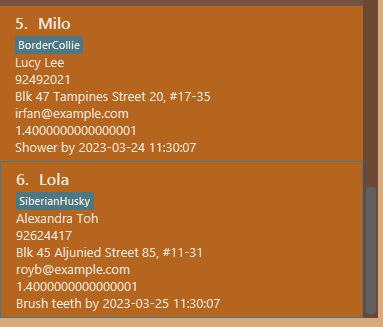 5. Milo
BorderCollie
Lucy Lee
92492021
Blk 47 Tampines Street 20, #17-35
irfan@example.com
1.4000000000000001
Shower by 2023-03-24 11:30:07
6. Lola
SiberianHusky
Alexandra Toh
92624417
Blk 45 Aljunied Street 85, #11-31
royb@example.com
1.4000000000000001
Brush teeth by 2023-03-25 11:30:07